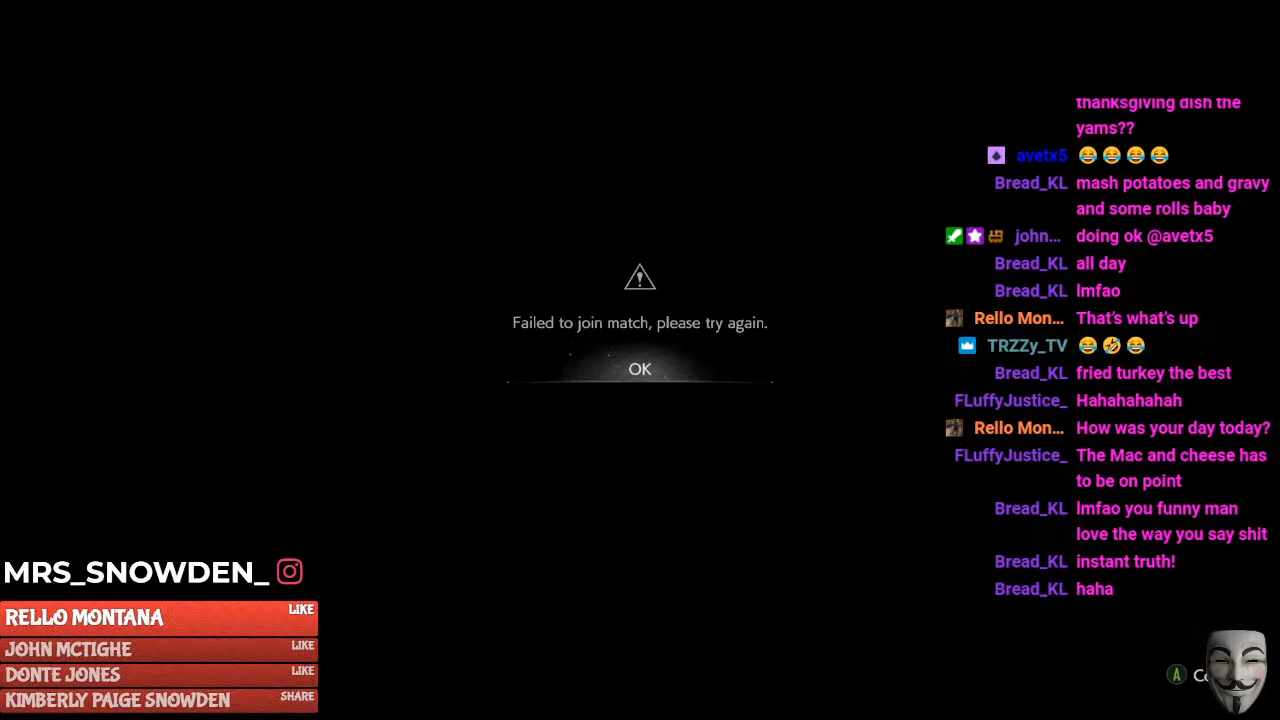 thanksgiving dish the
yams??
avetx5 😂 😂 😂 😂
Bread_KL mash potatoes and gravy
and some rolls baby
john... doing ok @avetx5
Bread_KL all day
Bread_KL lmfao
Rello Mon... That's what's up
TRZZy_TV 😂 🤣 😂
Bread_KL fried turkey the best
FLuffyJustice_ Hahahahahah
Rello Mon... How was your day today?
FLuffyJustice_ The Mac and cheese has
to be on point
Bread_KL lmfao you funny man
love the way you say shit
Bread_KL instant truth!
Bread_KL haha
Failed to join match, please try again.
OK
MRS_SNOWDEN_
RELLO MONTANA LIKE
JOHN MCTIGHE LIKE
DONTE JONES LIKE
KIMBERLY PAIGE SNOWDEN SHARE
A